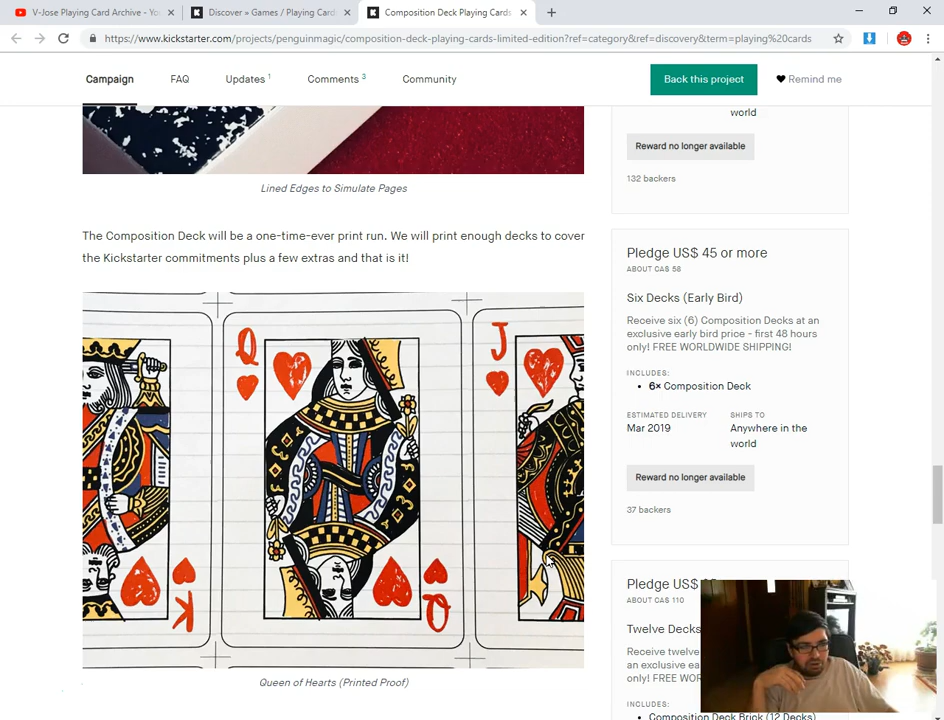 V-Jose Playing Card Archive - Yo
Discover » Games / Playing Card
Composition Deck Playing Cards
https://www.kickstarter.com/projects/penguinmagic/composition-deck-playing-cards-limited-edition?ref=category&ref=discovery&term=playing%20cards
Campaign
FAQ
Updates 1
Comments 3
Community
Back this project
Remind me
Lined Edges to Simulate Pages
The Composition Deck will be a one-time-ever print run. We will print enough decks to cover
the Kickstarter commitments plus a few extras and that is it!
Q
J
K
Q
Queen of Hearts (Printed Proof)
world
Reward no longer available
132 backers
Pledge US$ 45 or more
ABOUT CA$ 58
Six Decks (Early Bird)
Receive six (6) Composition Decks at an
exclusive early bird price - first 48 hours
only! FREE WORLDWIDE SHIPPING!
INCLUDES:
6× Composition Deck
ESTIMATED DELIVERY
SHIPS TO
Mar 2019
Anywhere in the
world
Reward no longer available
37 backers
Pledge US$
ABOUT CA$ 110
Twelve Decks
Receive twelve
an exclusive ea
only! FREE WOR
INCLUDES:
Composition Deck Brick (12 Decks)